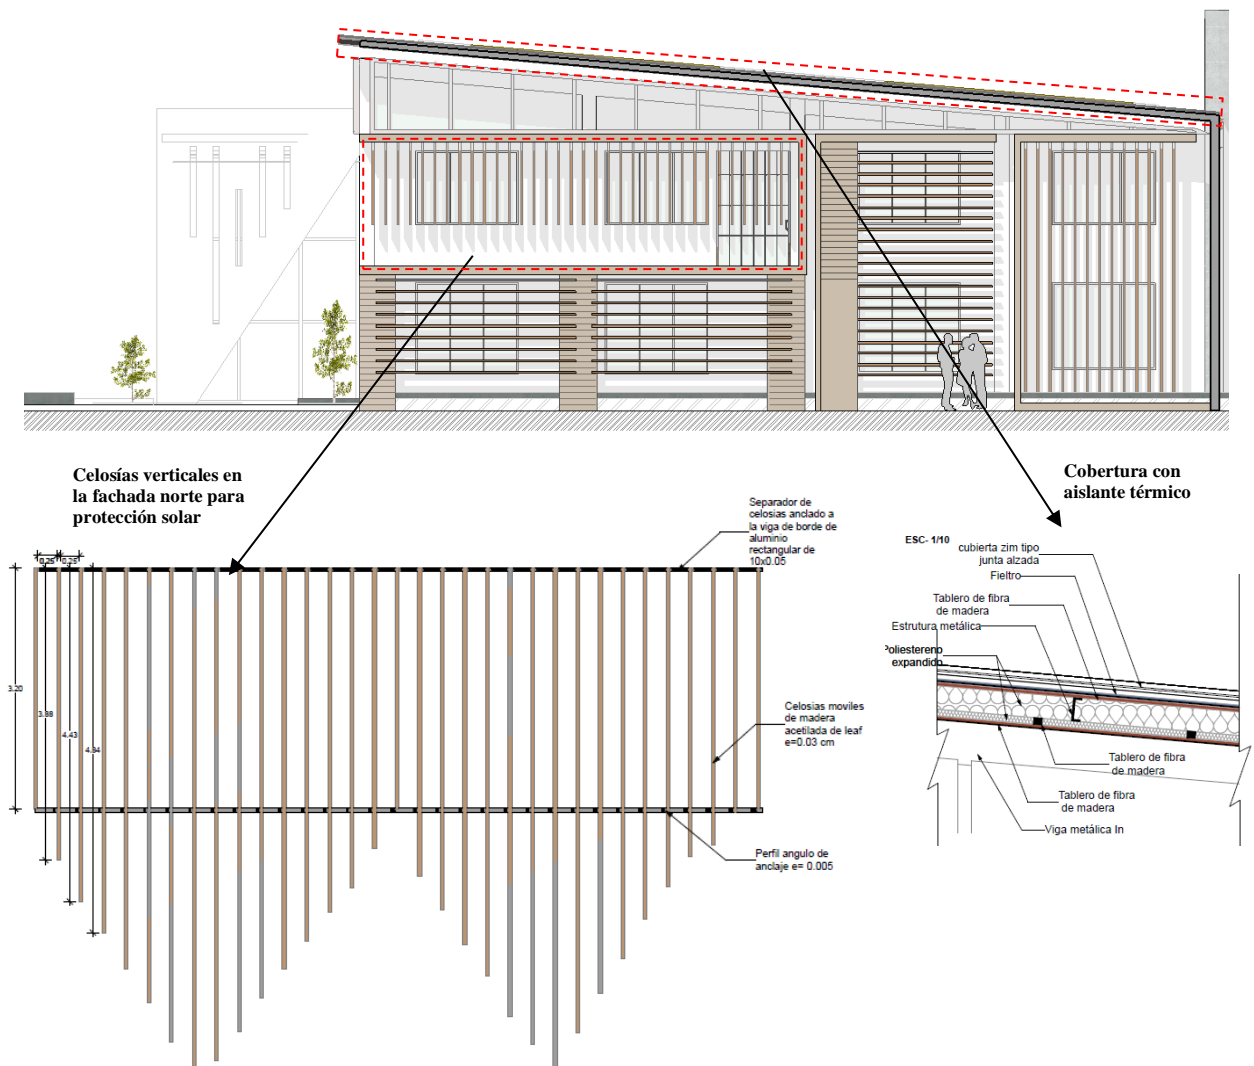 Celosías verticales en
la fachada norte para
protección solar
Cobertura con
aislante térmico
Separador de
celosias anclado a
la viga de borde de
aluminio
rectangular de
10x0.05
0.25
0.25
3.20
3.88
4.43
4.84
Celosias moviles
de madera
acetilada de leaf
e=0.03 cm
Perfil angulo de
anclaje e= 0.005
ESC- 1/10
cubierta zim tipo
junta alzada
Fieltro
Tablero de fibra
de madera
Estrutura metálica
Poliestereno
expandido
Tablero de fibra
de madera
Tablero de fibra
de madera
Viga metálica In